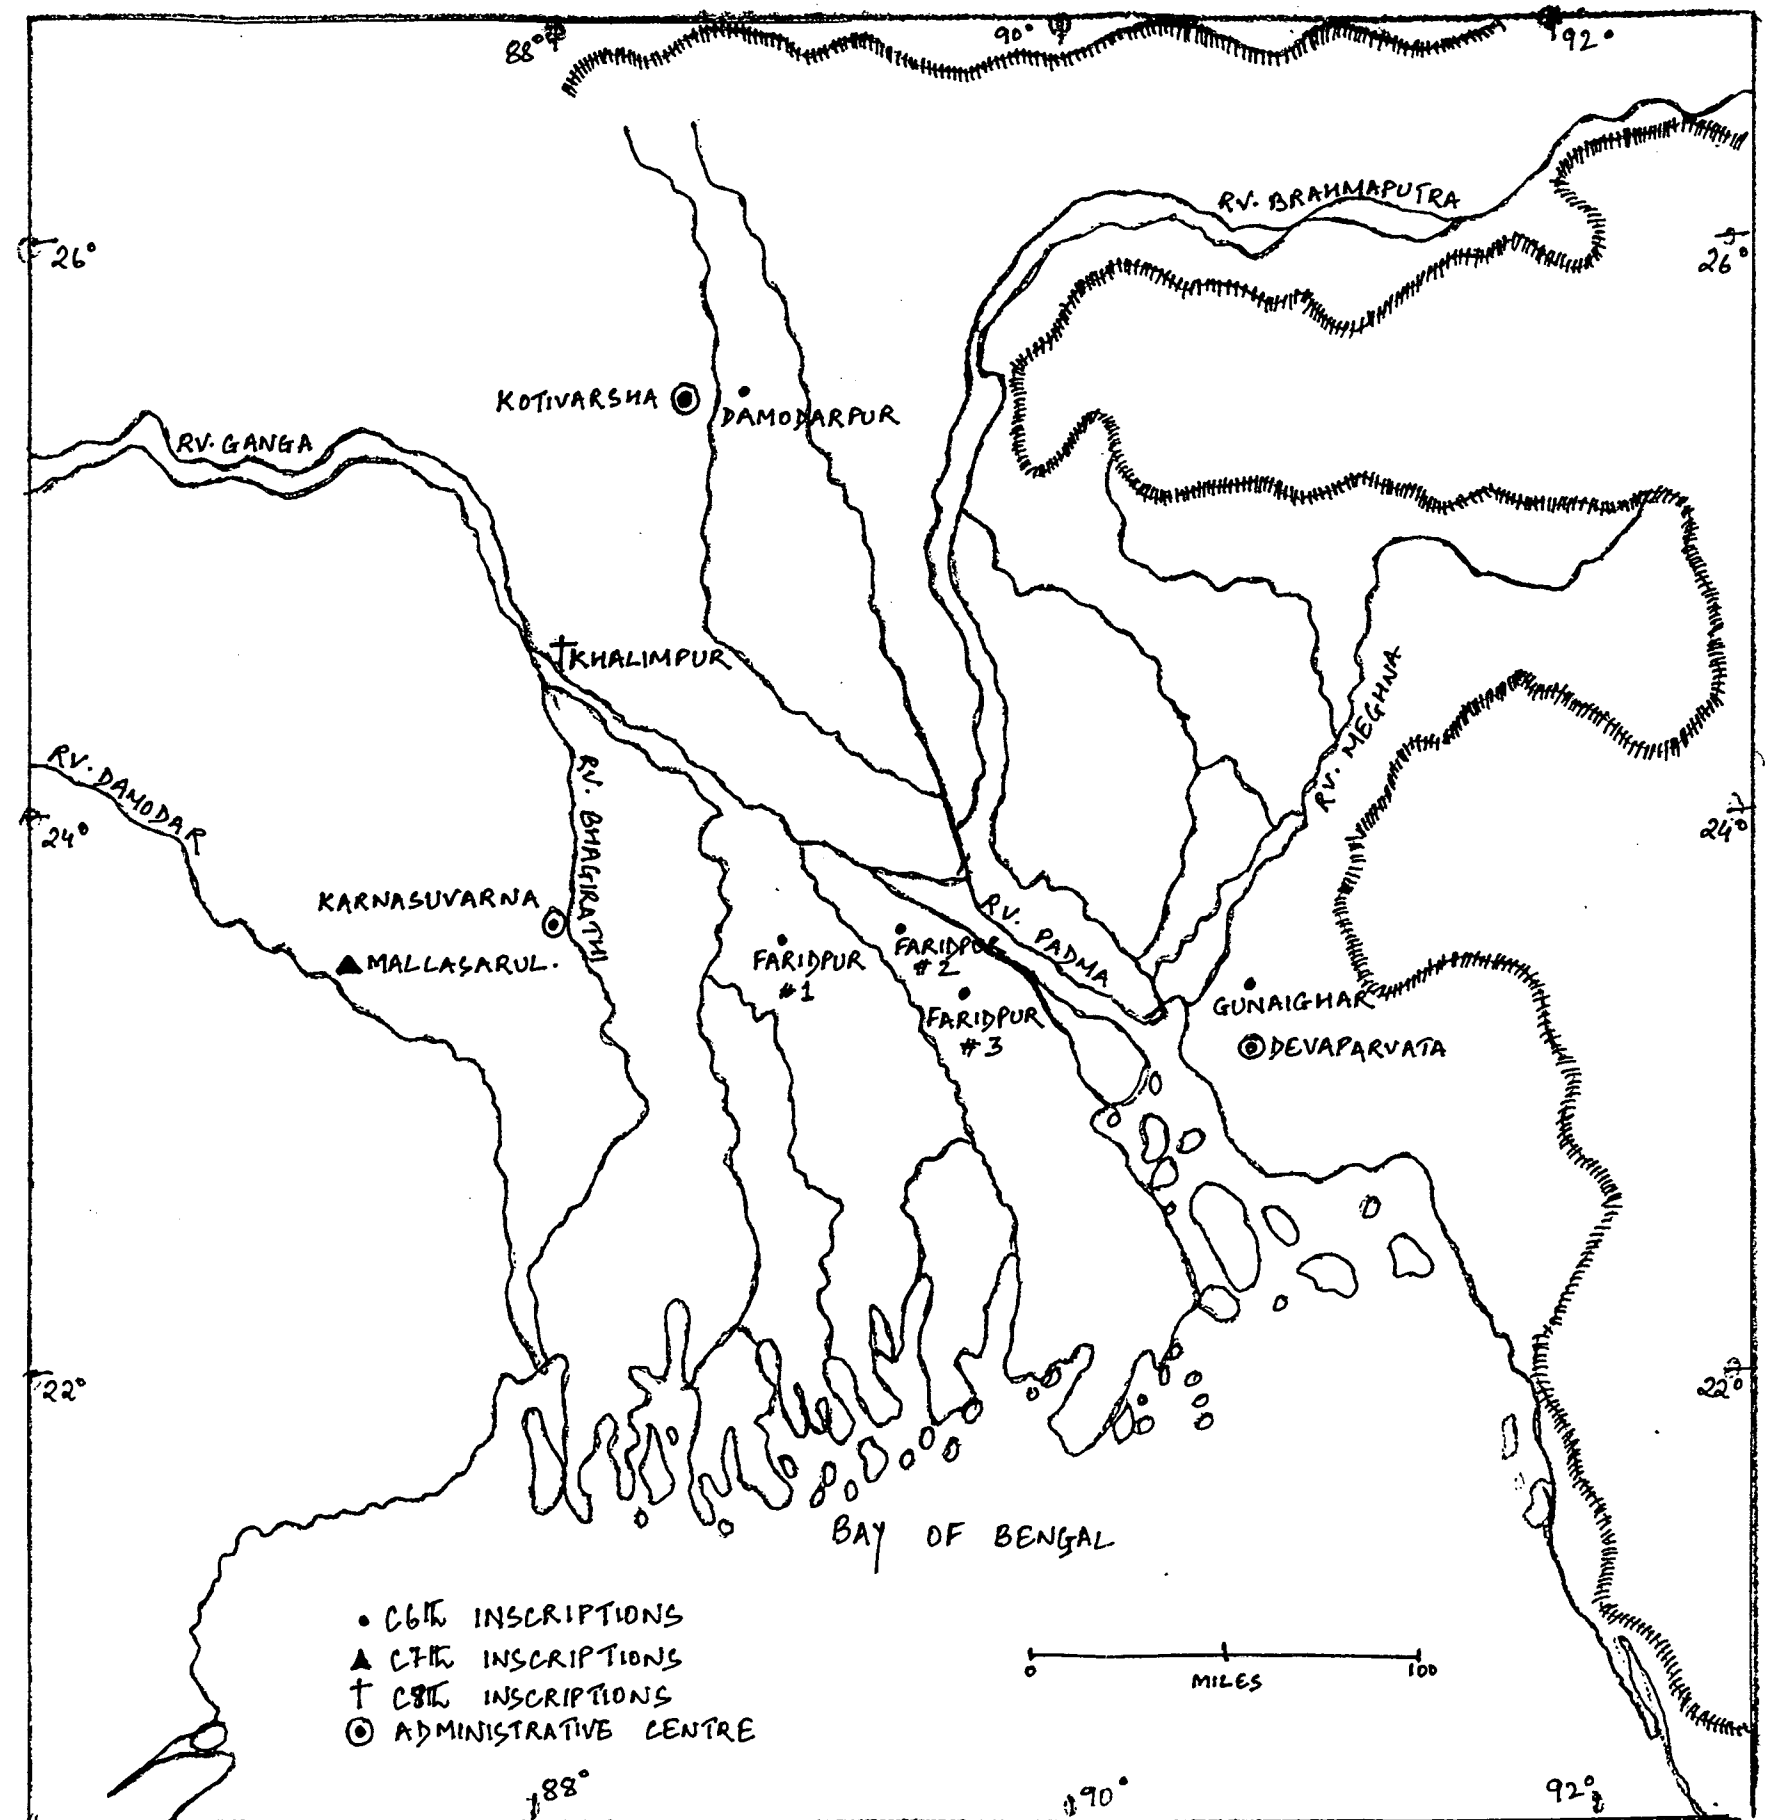 88° 90° 92°
RV. BRAHMAPUTRA
26° 26°
KOTIVARSHA
DAMODARPUR
RV. GANGA
KHALIMPUR
RV. MEGHNA
RV. DAMODAR
RV. BHAGIRATHI
24° 24°
KARNASUVARNA
RV. PADMA
MALLASARUL.
FARIDPUR
#1
FARIDPUR
#2
FARIDPUR
#3
GUNAIGHAR
DEVAPARVATA
22° 22°
BAY OF BENGAL
• C6th INSCRIPTIONS
▲ C7th INSCRIPTIONS
† C8th INSCRIPTIONS
ADMINISTRATIVE CENTRE
0 100
MILES
88° 90° 92°